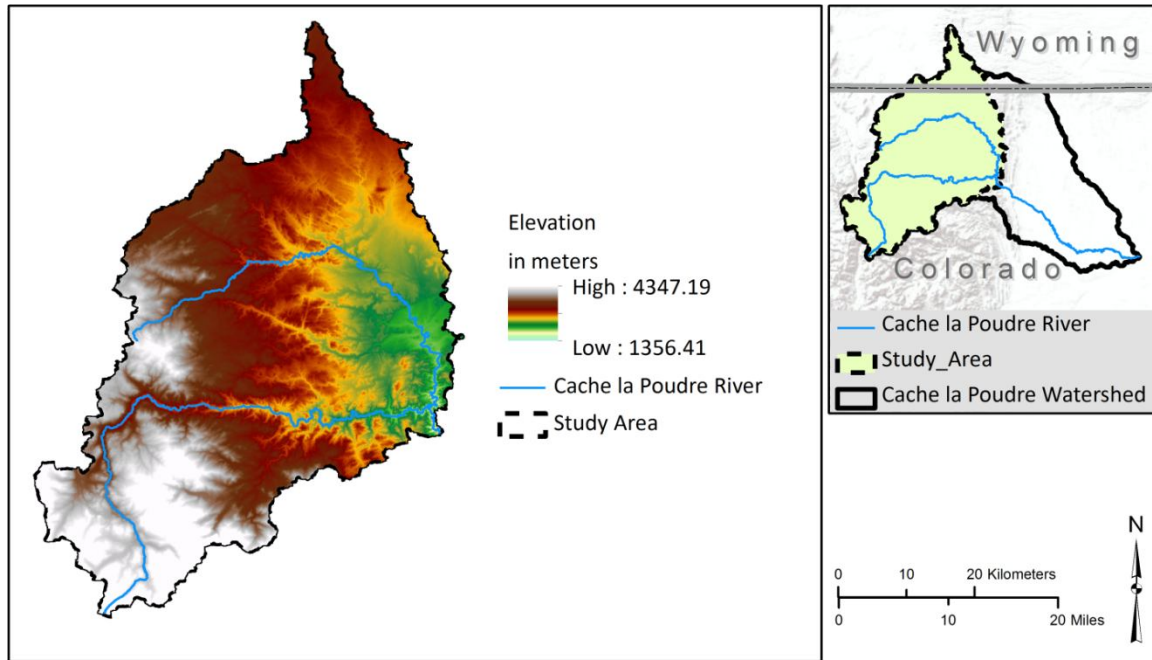 Elevation
in meters
High : 4347.19
Low : 1356.41
Cache la Poudre River
Study Area
Wyoming
Colorado
Cache la Poudre River
Study_Area
Cache la Poudre Watershed
N
0 10 20 Kilometers
0 10 20 Miles